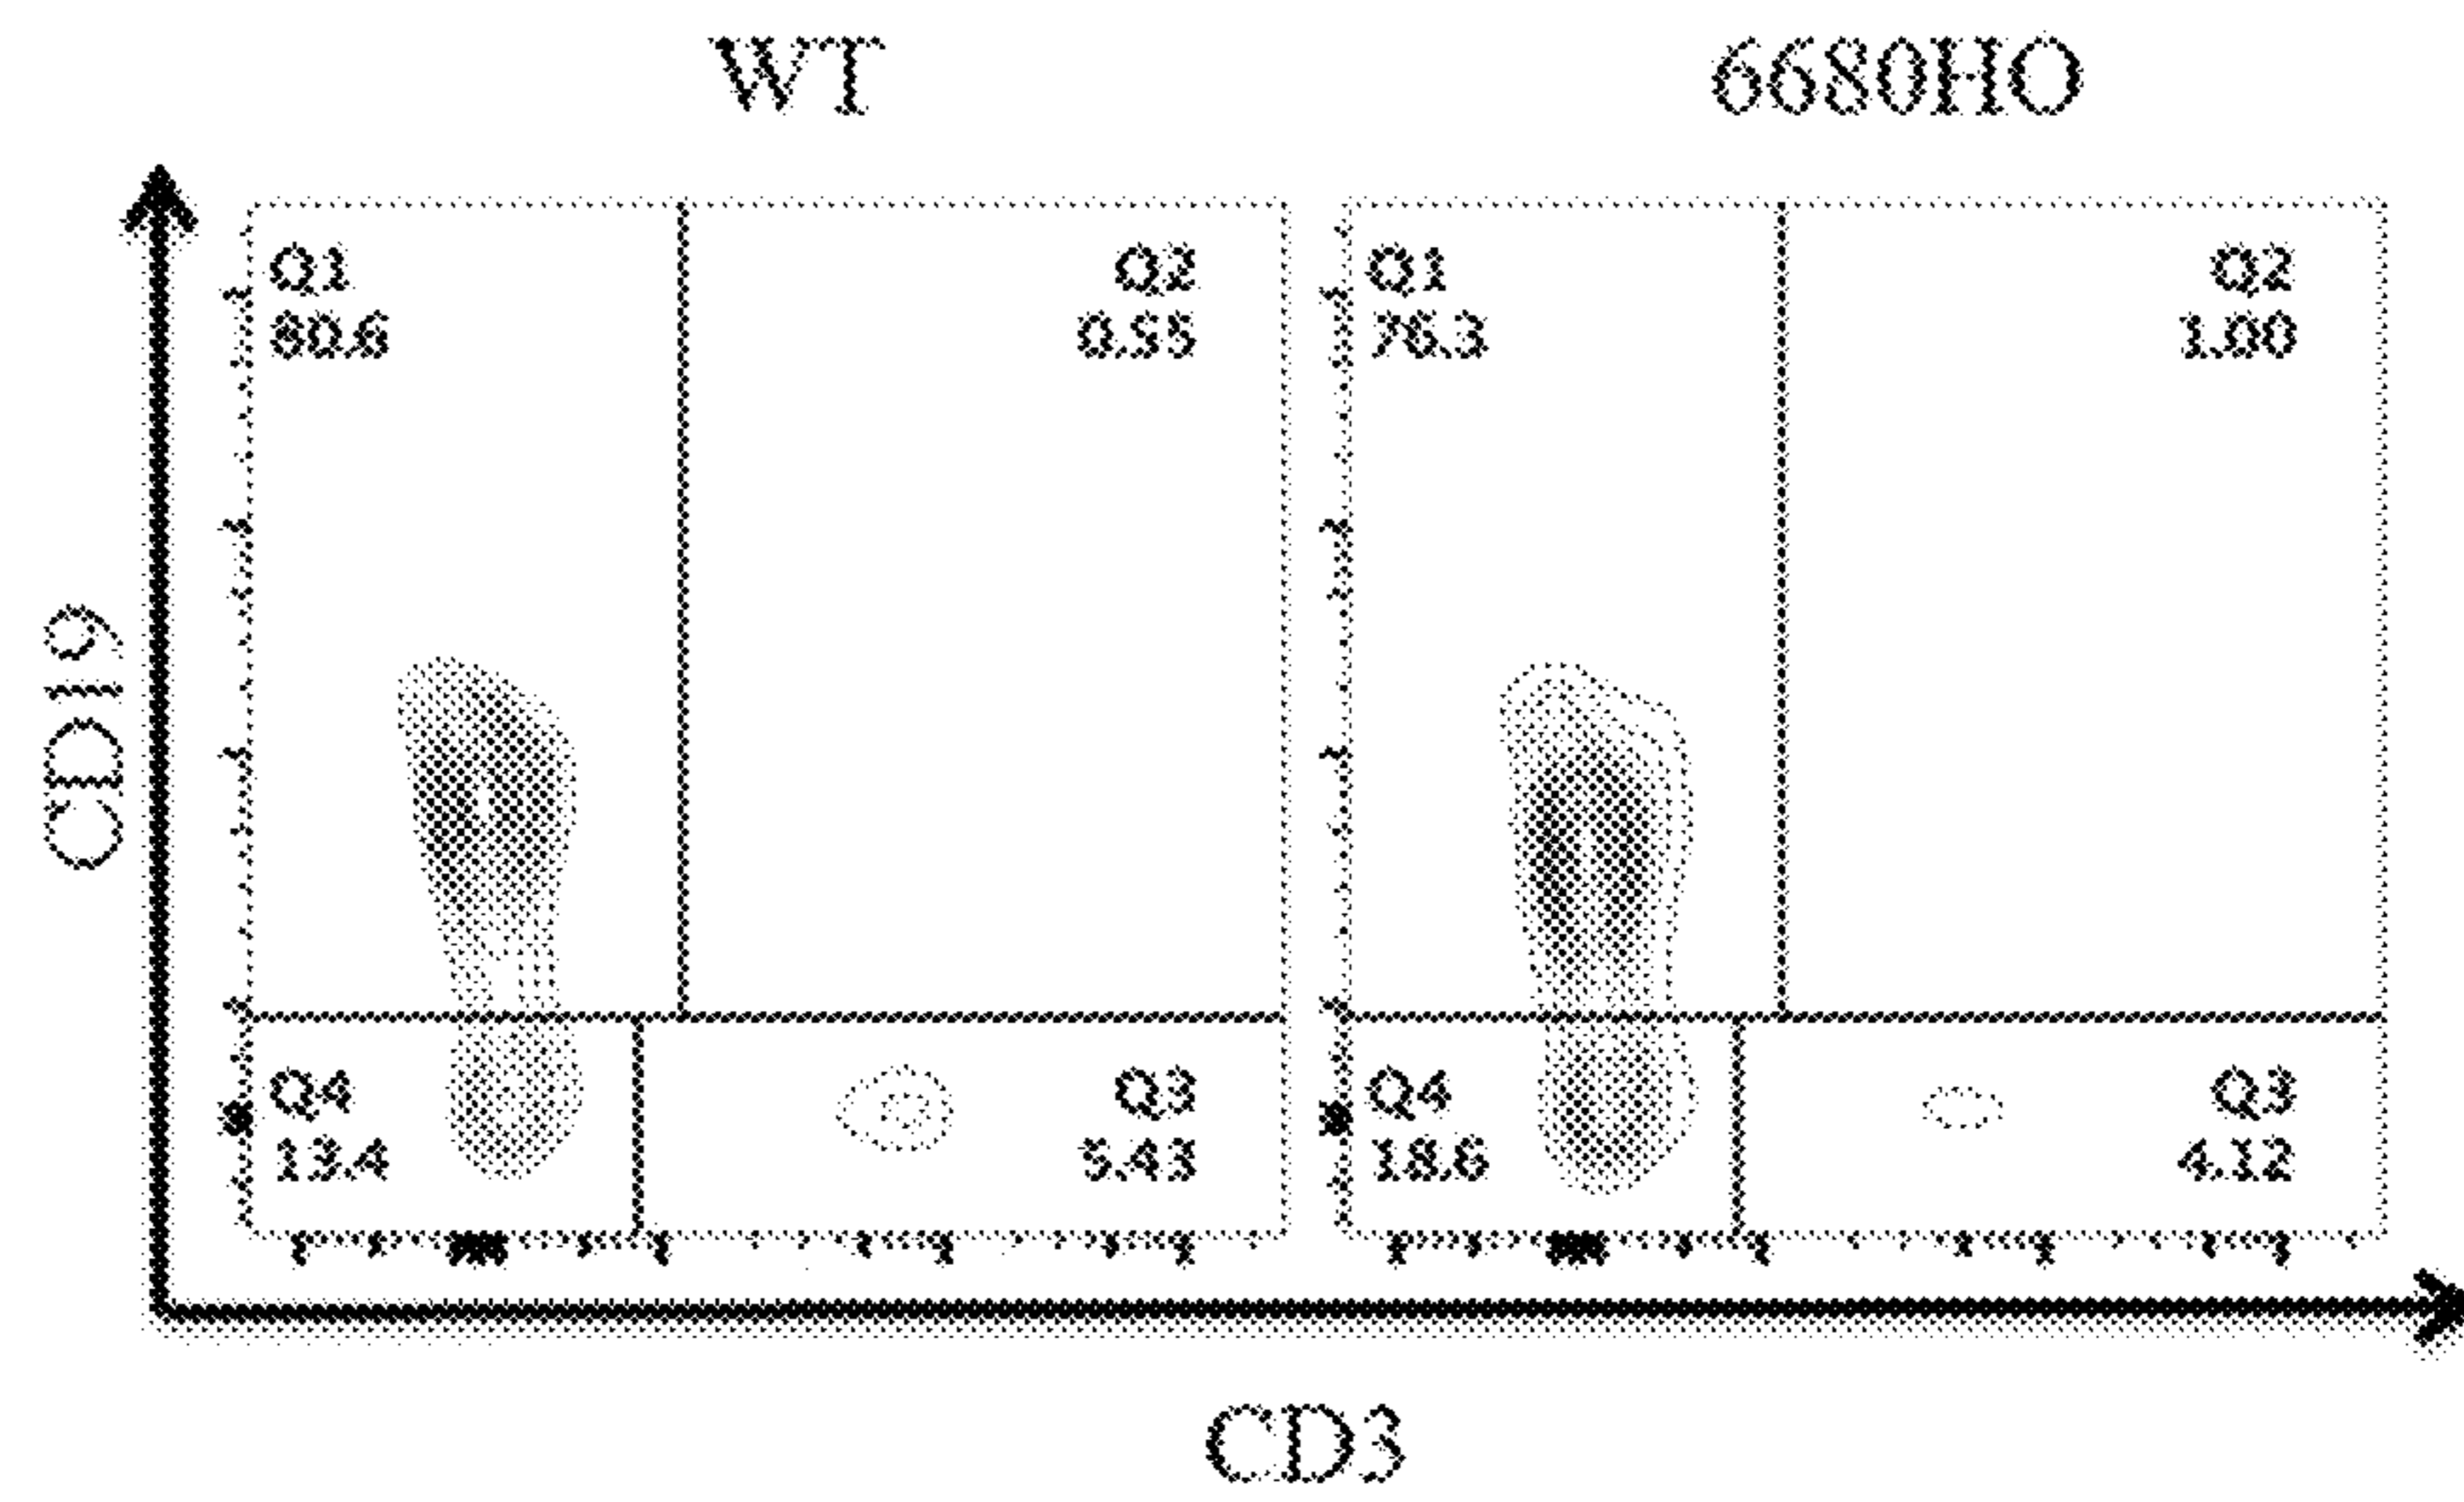 WT
6680HO
Q1
80.6
Q2
0.55
Q1
76.3
Q2
1.00
CD19
Q4
13.4
Q3
5.43
Q4
18.6
Q3
4.12
CD3